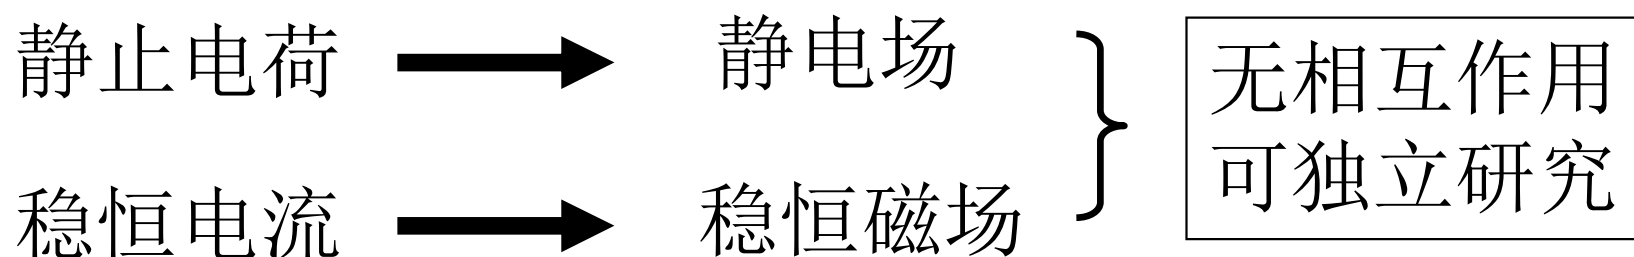 静止电荷 静电场
稳恒电流 稳恒磁场
无相互作用
可独立研究